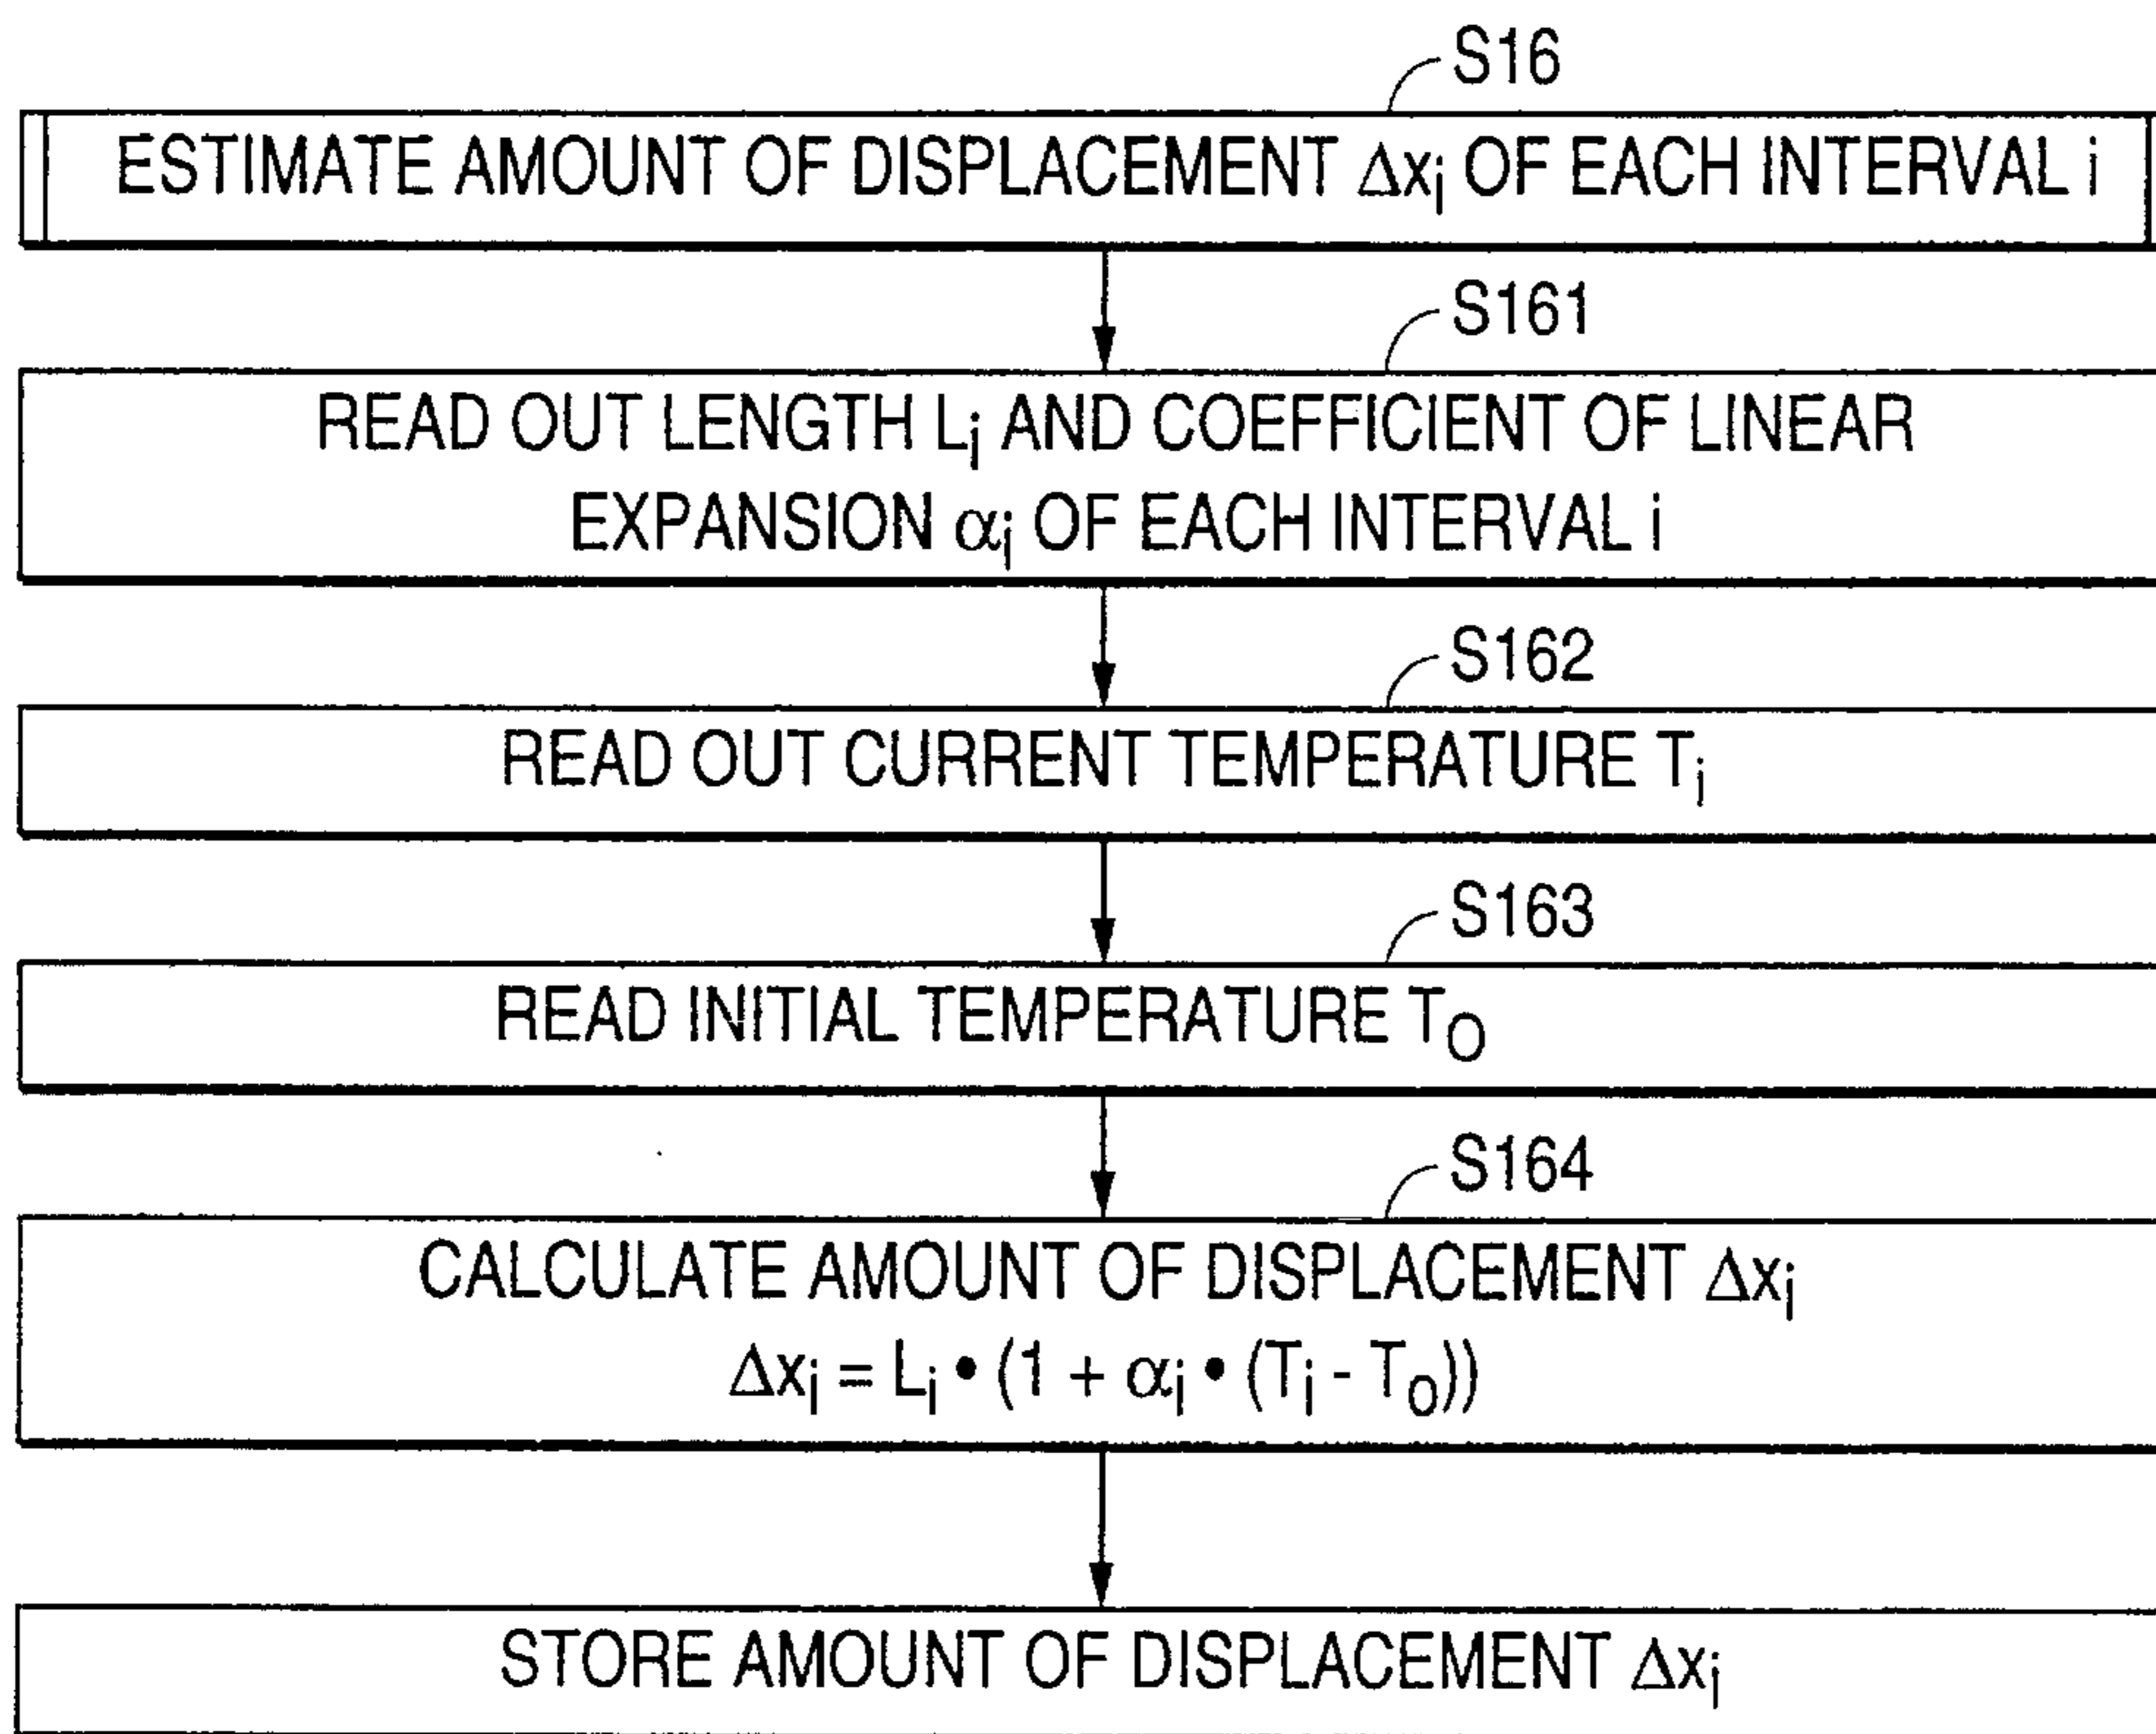 S16
ESTIMATE AMOUNT OF DISPLACEMENT Δxᵢ OF EACH INTERVAL i
S161
READ OUT LENGTH Lᵢ AND COEFFICIENT OF LINEAR
EXPANSION αᵢ OF EACH INTERVAL i
S162
READ OUT CURRENT TEMPERATURE Tᵢ
S163
READ INITIAL TEMPERATURE T₀
S164
CALCULATE AMOUNT OF DISPLACEMENT Δxᵢ
Δxᵢ = Lᵢ • (1 + αᵢ • (Tᵢ - T₀))
STORE AMOUNT OF DISPLACEMENT Δxᵢ